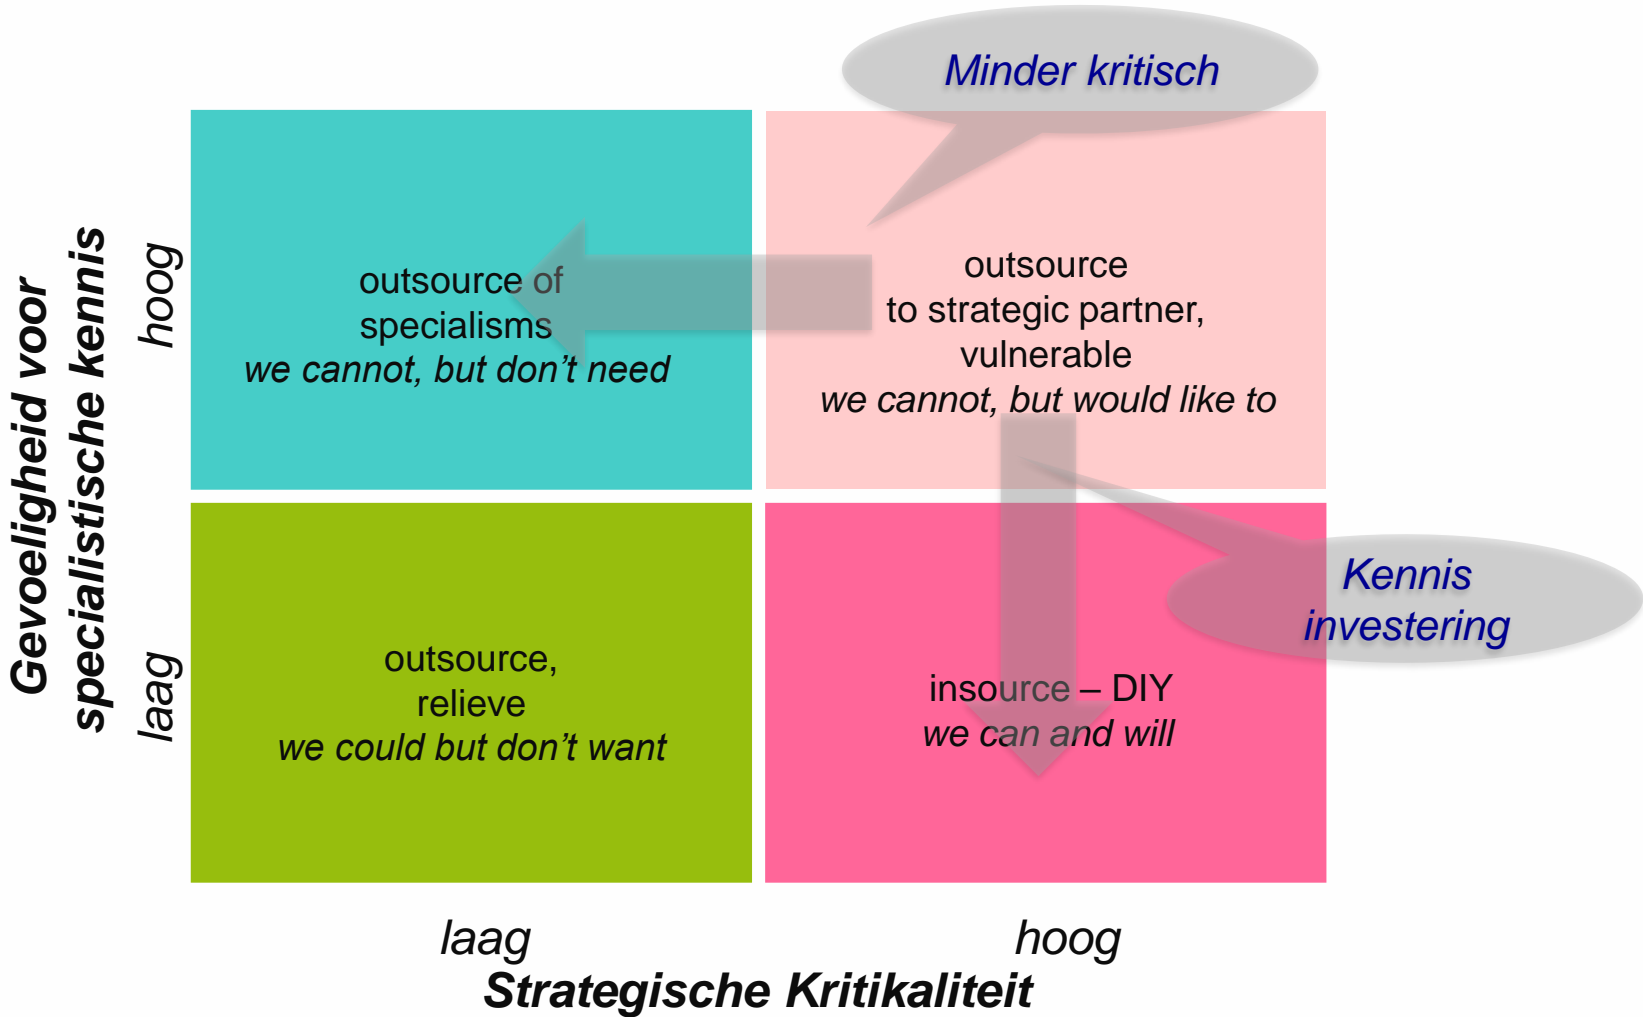 Minder kritisch
Gevoeligheid voor
specialistische kennis
hoog
laag
outsource of
specialisms
we cannot, but don’t need
outsource
to strategic partner,
vulnerable
we cannot, but would like to
Kennis
investering
outsource,
relieve
we could but don’t want
insource – DIY
we can and will
laag
hoog
Strategische Kritikaliteit